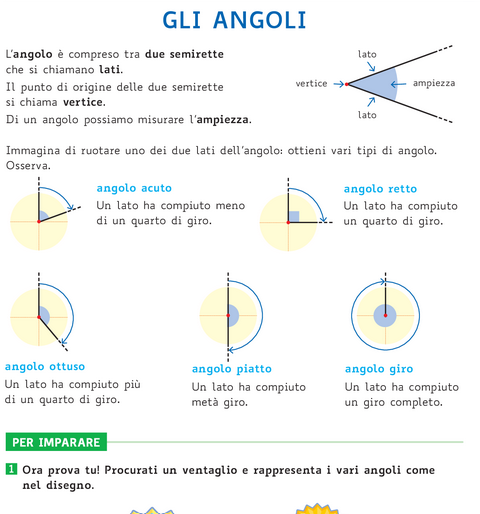 GLI ANGOLI
L'angolo è compreso tra due semirette
che si chiamano lati.
Il punto di origine delle due semirette
si chiama vertice.
Di un angolo possiamo misurare l'ampiezza.
lato
vertice
ampiezza
lato
Immagina di ruotare uno dei due lati dell'angolo: ottieni vari tipi di angolo.
Osserva.
angolo acuto
Un lato ha compiuto meno
di un quarto di giro.
angolo retto
Un lato ha compiuto
un quarto di giro.
angolo ottuso
Un lato ha compiuto più
di un quarto di giro.
angolo piatto
Un lato ha compiuto
metà giro.
angolo giro
Un lato ha compiuto
un giro completo.
PER IMPARARE
1 Ora prova tu! Procurati un ventaglio e rappresenta i vari angoli come
nel disegno.